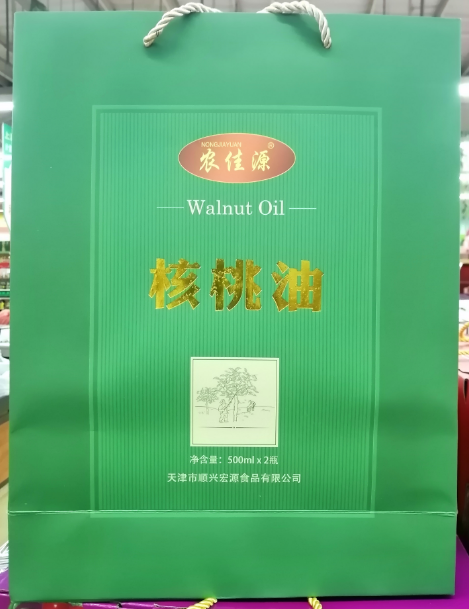 NONGJIAYUAN
农佳源®
Walnut Oil
核桃油
净含量：500ml x 2瓶
天津市顺兴宏源食品有限公司